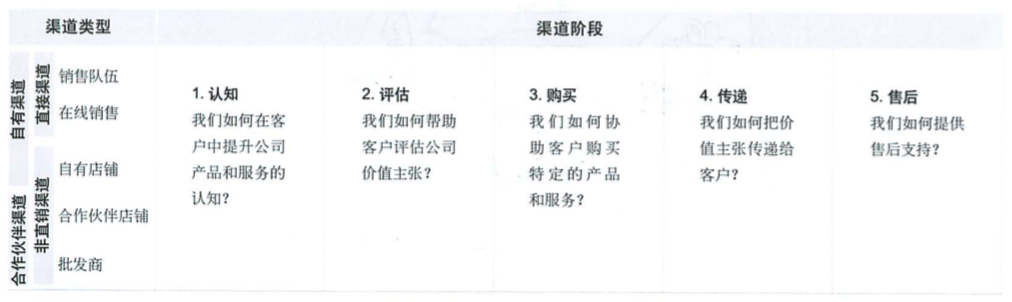 渠道类型
渠道阶段
自有渠道
直接渠道
销售队伍
在线销售
合作伙伴渠道
非直销渠道
自有店铺
合作伙伴店铺
批发商
1. 认知
我们如何在客
户中提升公司
产品和服务的
认知?
2. 评估
我们如何帮助
客户评估公司
价值主张?
3. 购买
我们如何协
助客户购买
特定的产品
和服务?
4. 传递
我们如何把价
值主张传递给
客户?
5. 售后
我们如何提供
售后支持?